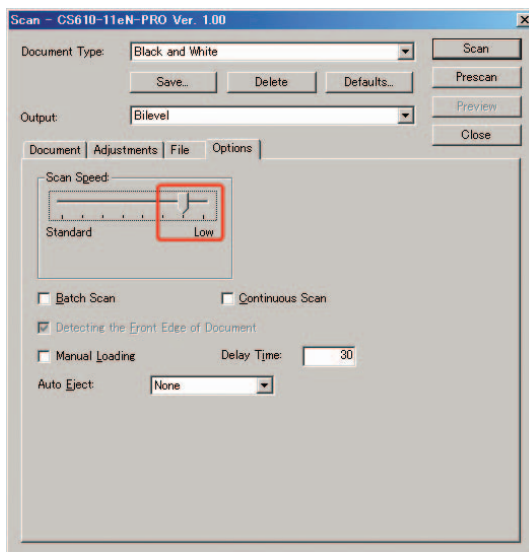 Scan - CS610-11eN-PRO Ver. 1.00
Document Type: Black and White Scan
Save... Delete Defaults... Prescan
Output: Bilevel Preview
Close
Document Adjustments File Options
Scan Speed:
Standard Low
Batch Scan Continuous Scan
Detecting the Front Edge of Document
Manual Loading Delay Time: 30
Auto Eject: None